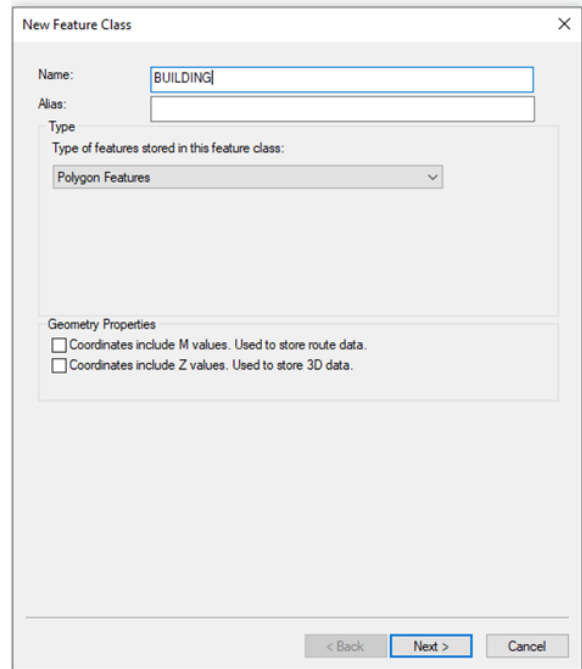 New Feature Class
Name:
BUILDING
Alias:
Type
Type of features stored in this feature class:
Polygon Features
Geometry Properties
Coordinates include M values. Used to store route data.
Coordinates include Z values. Used to store 3D data.
< Back
Next >
Cancel